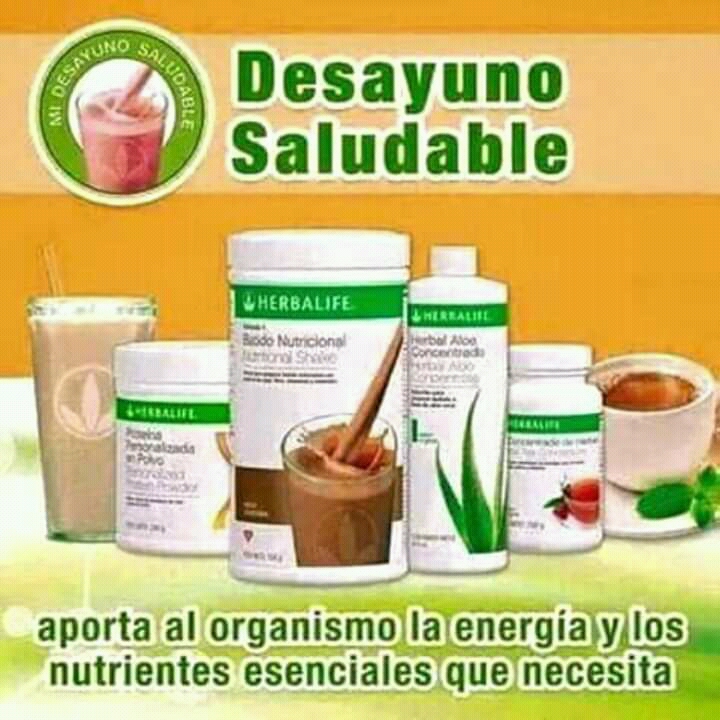 MI DESAYUNO SALUDABLE
Desayuno
Saludable
HERBALIFE
Batido Nutricional
Nutritional Shake
HERBALIFE
Proteína
Personalizada
en Polvo
Personalized
Protein Powder
HERBALIFE
Herbal Aloe
Concentrado
Herbal Aloe
Concentrate
HERBALIFE
Concentrado de
aporta al organismo la energía y los
nutrientes esenciales que necesita